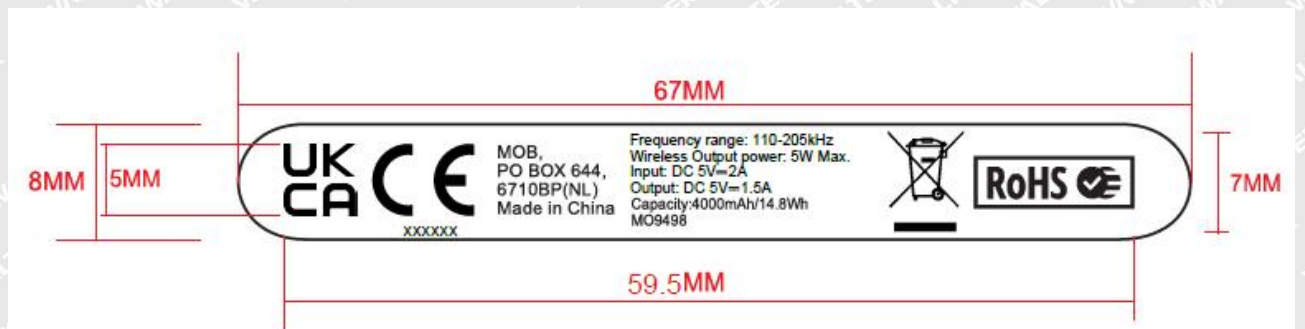 67MM
8MM
5MM
UK
CA
CE
XXXXXX
MOB,
PO BOX 644,
6710BP(NL)
Made in China
Frequency range: 110-205kHz
Wireless Output power: 5W Max.
Input: DC 5V⎓2A
Output: DC 5V⎓1.5A
Capacity:4000mAh/14.8Wh
MO9498
RoHS CE
7MM
59.5MM